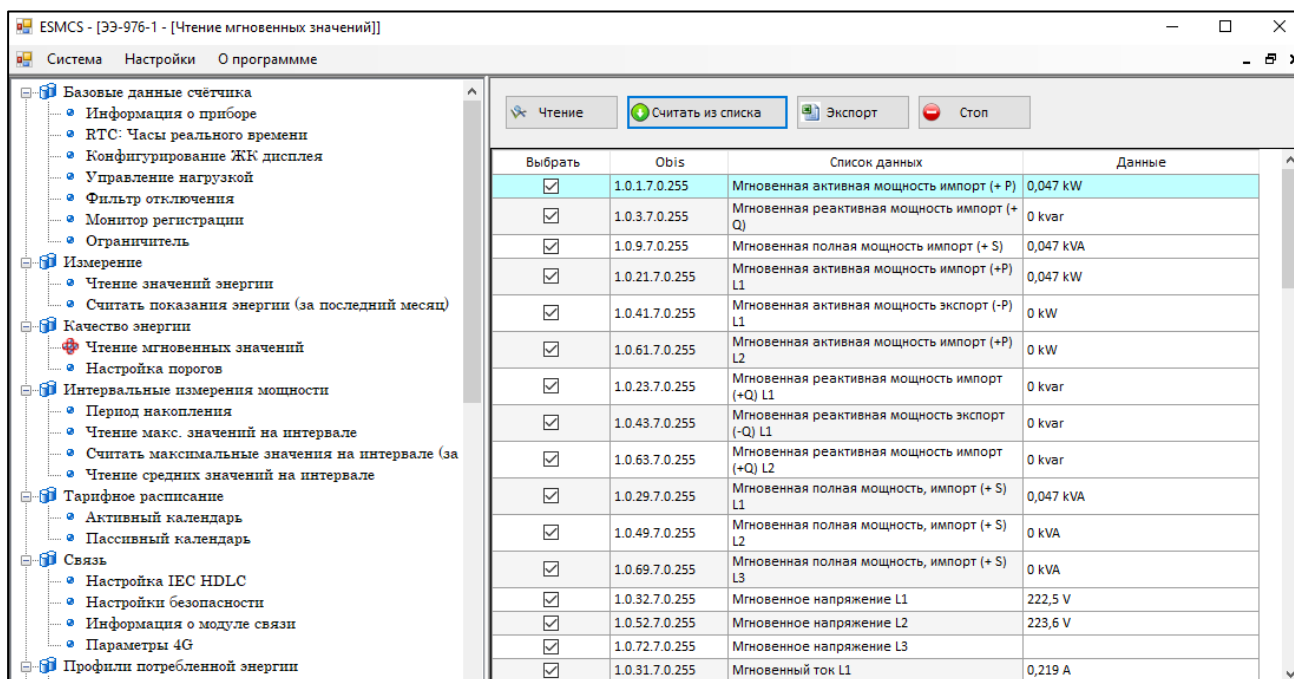 ESMCS - [ЭЭ-976-1 - [Чтение мгновенных значений]]
Система Настройки О программме
Базовые данные счётчика
Информация о приборе
RTC: Часы реального времени
Конфигурирование ЖК дисплея
Управление нагрузкой
Фильтр отключения
Монитор регистрации
Ограничитель
Измерение
Чтение значений энергии
Считать показания энергии (за последний месяц)
Качество энергии
Чтение мгновенных значений
Настройка порогов
Интервальные измерения мощности
Период накопления
Чтение макс. значений на интервале
Считать максимальные значения на интервале (за
Чтение средних значений на интервале
Тарифное расписание
Активный календарь
Пассивный календарь
Связь
Настройка IEC HDLC
Настройки безопасности
Информация о модуле связи
Параметры 4G
Профили потребленной энергии
Чтение Считать из списка Экспорт Стоп
Выбрать Obis Список данных Данные
1.0.1.7.0.255 Мгновенная активная мощность импорт (+ P) 0,047 kW
1.0.3.7.0.255 Мгновенная реактивная мощность импорт (+
Q) 0 kvar
1.0.9.7.0.255 Мгновенная полная мощность импорт (+ S) 0,047 kVA
1.0.21.7.0.255 Мгновенная активная мощность импорт (+P)
L1 0,047 kW
1.0.41.7.0.255 Мгновенная активная мощность экспорт (-P)
L1 0 kW
1.0.61.7.0.255 Мгновенная активная мощность импорт (+P)
L2 0 kW
1.0.23.7.0.255 Мгновенная реактивная мощность импорт
(+Q) L1 0 kvar
1.0.43.7.0.255 Мгновенная реактивная мощность экспорт
(-Q) L1 0 kvar
1.0.63.7.0.255 Мгновенная реактивная мощность импорт
(+Q) L2 0 kvar
1.0.29.7.0.255 Мгновенная полная мощность, импорт (+ S)
L1 0,047 kVA
1.0.49.7.0.255 Мгновенная полная мощность, импорт (+ S)
L2 0 kVA
1.0.69.7.0.255 Мгновенная полная мощность, импорт (+ S)
L3 0 kVA
1.0.32.7.0.255 Мгновенное напряжение L1 222,5 V
1.0.52.7.0.255 Мгновенное напряжение L2 223,6 V
1.0.72.7.0.255 Мгновенное напряжение L3
1.0.31.7.0.255 Мгновенный ток L1 0,219 A